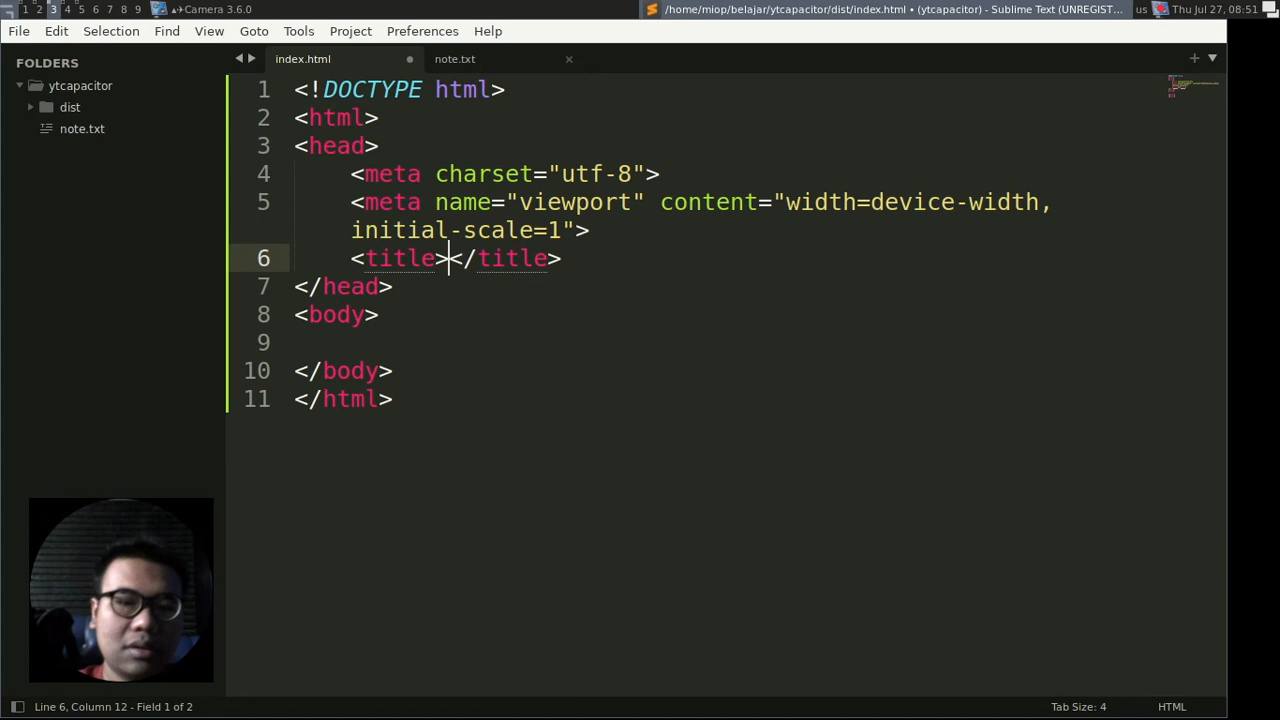 1 2 3 4 5 6 7 8 9 Camera 3.6.0 /home/miop/belajar/ytcapacitor/dist/index.html • (ytcapacitor) - Sublime Text (UNREGIST... us Thu Jul 27, 08:51
File Edit Selection Find View Goto Tools Project Preferences Help
FOLDERS
ytcapacitor
dist
note.txt
index.html note.txt
1 <!DOCTYPE html>
2 <html>
3 <head>
4 <meta charset="utf-8">
5 <meta name="viewport" content="width=device-width,
initial-scale=1">
6 <title></title>
7 </head>
8 <body>
9
10 </body>
11 </html>
Line 6, Column 12 - Field 1 of 2 Tab Size: 4 HTML